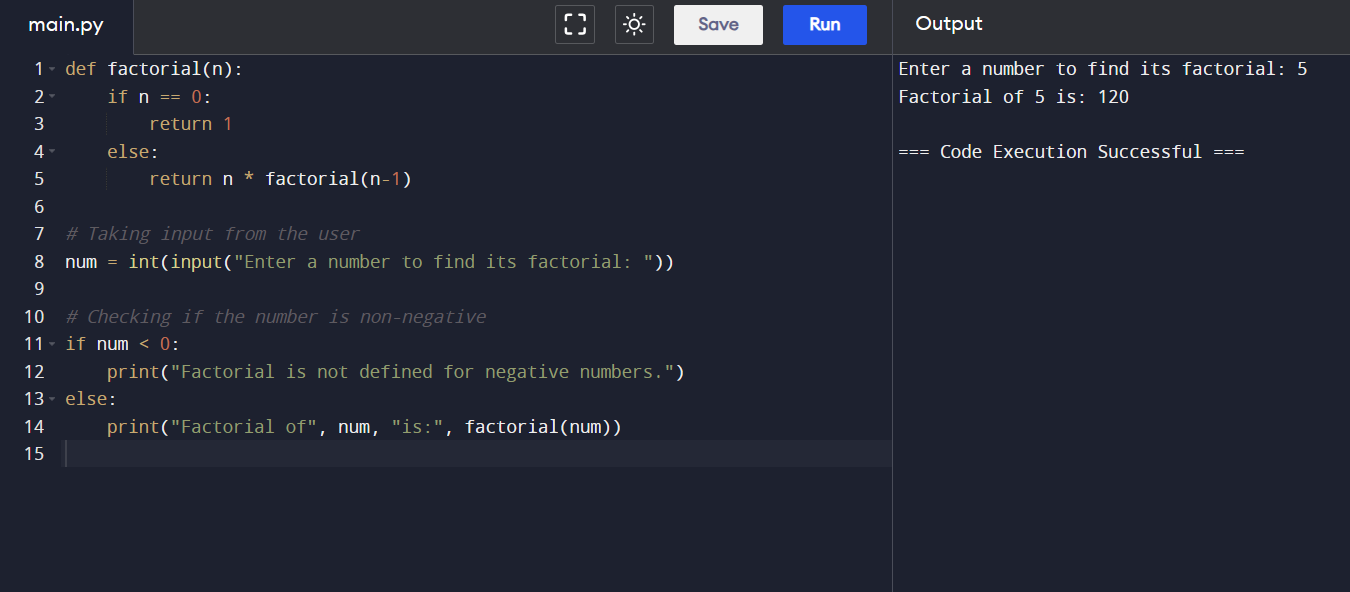 main.py
Save
Run
Output
1 def factorial(n):
2     if n == 0:
3         return 1
4     else:
5         return n * factorial(n-1)
6
7 # Taking input from the user
8 num = int(input("Enter a number to find its factorial: "))
9
10 # Checking if the number is non-negative
11 if num < 0:
12     print("Factorial is not defined for negative numbers.")
13 else:
14     print("Factorial of", num, "is:", factorial(num))
15
Enter a number to find its factorial: 5
Factorial of 5 is: 120
=== Code Execution Successful ===